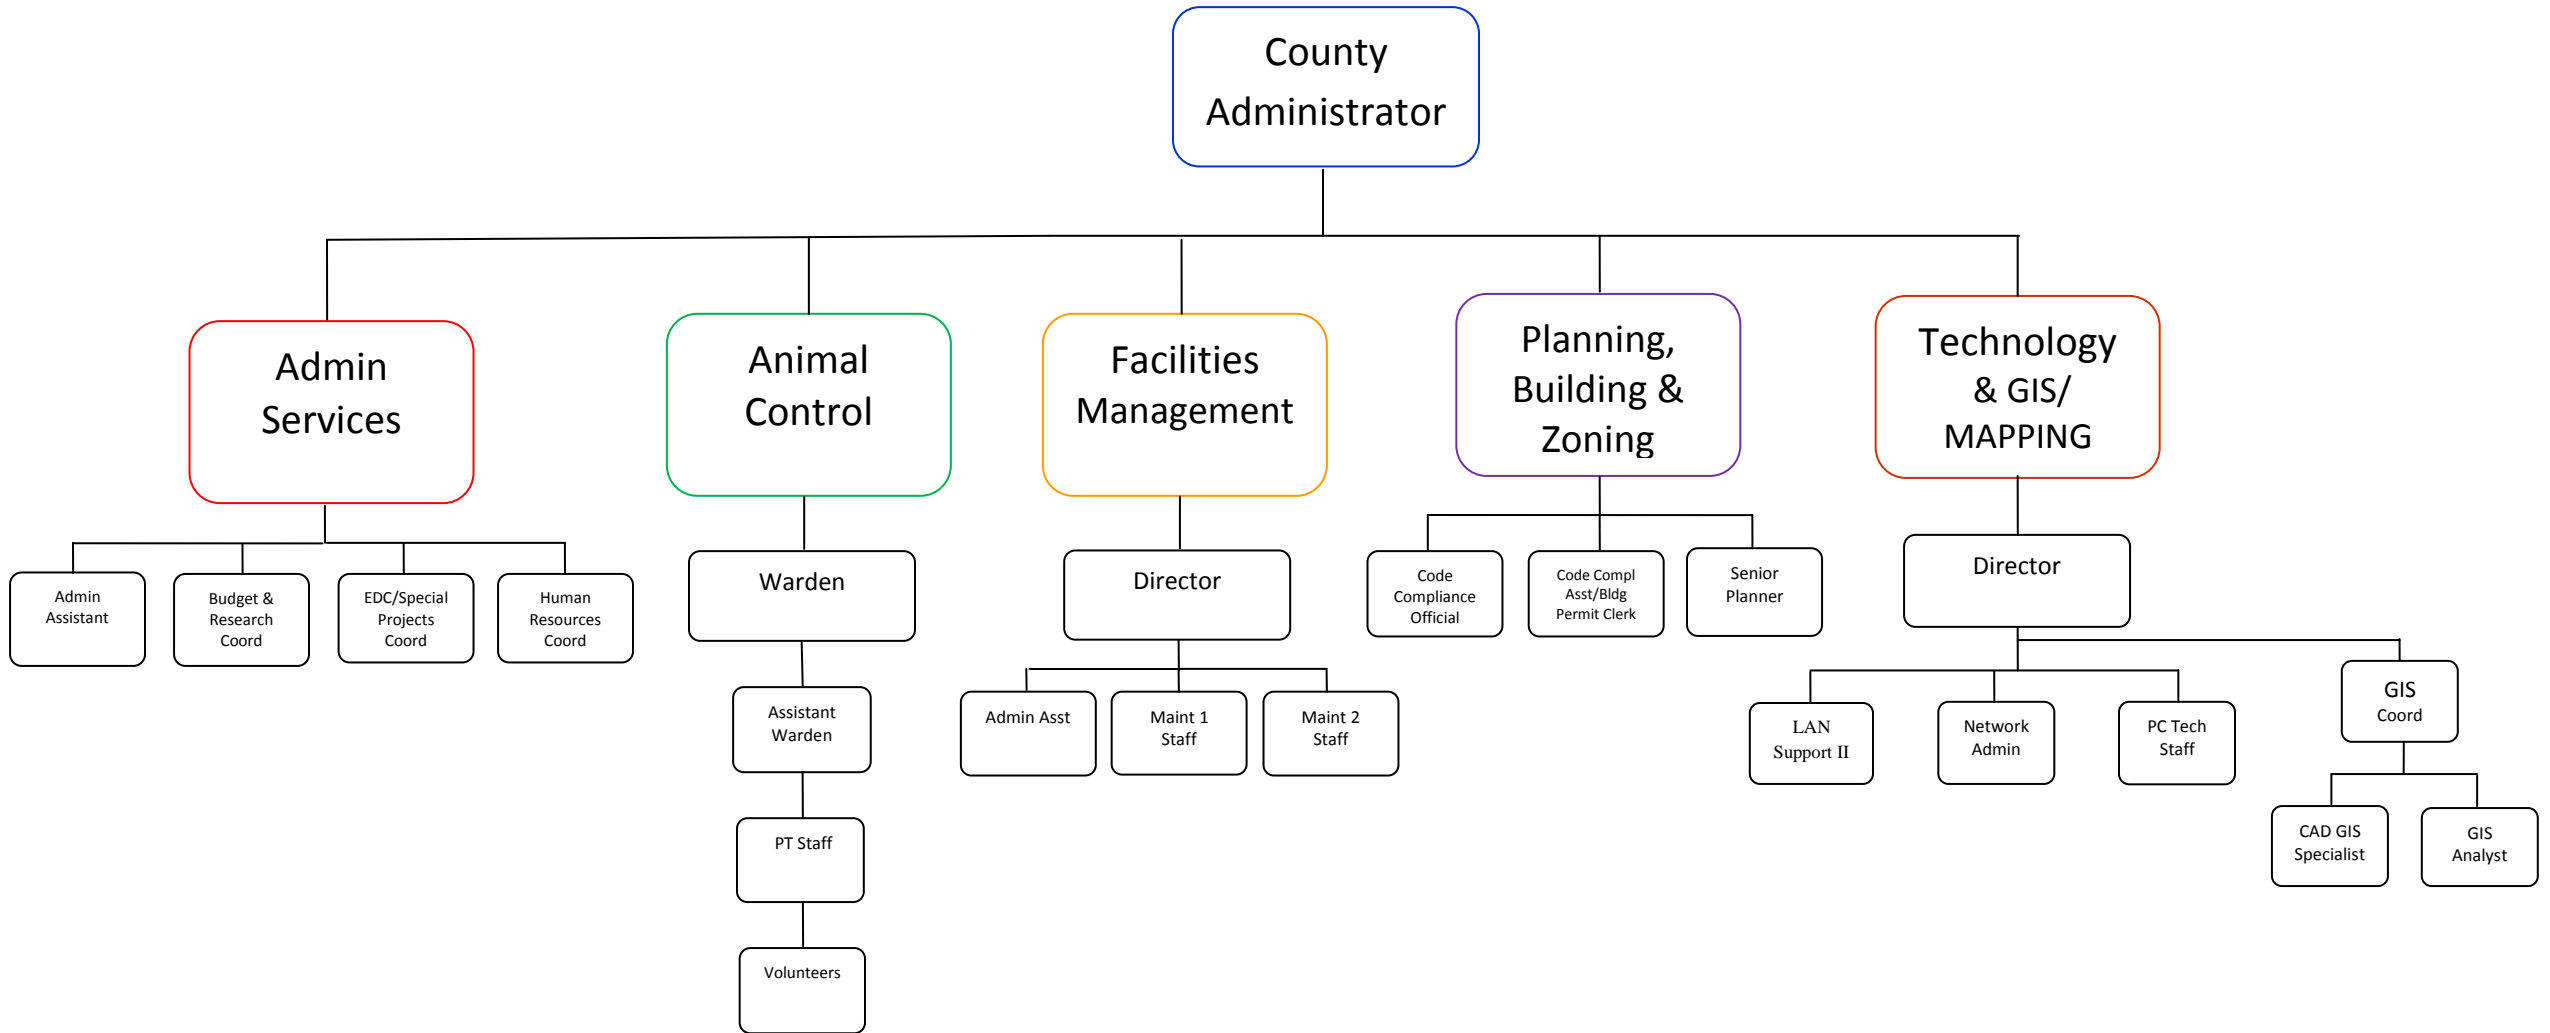 County
Administrator
Admin
Services
Animal
Control
Facilities
Management
Planning,
Building &
Zoning
Technology
& GIS/
MAPPING
Admin
Assistant
Budget &
Research
Coord
EDC/Special
Projects
Coord
Human
Resources
Coord
Warden
Assistant
Warden
PT Staff
Volunteers
Director
Admin Asst
Maint 1
Staff
Maint 2
Staff
Code
Compliance
Official
Code Compl
Asst/Bldg
Permit Clerk
Senior
Planner
Director
LAN
Support II
Network
Admin
PC Tech
Staff
GIS
Coord
CAD GIS
Specialist
GIS
Analyst